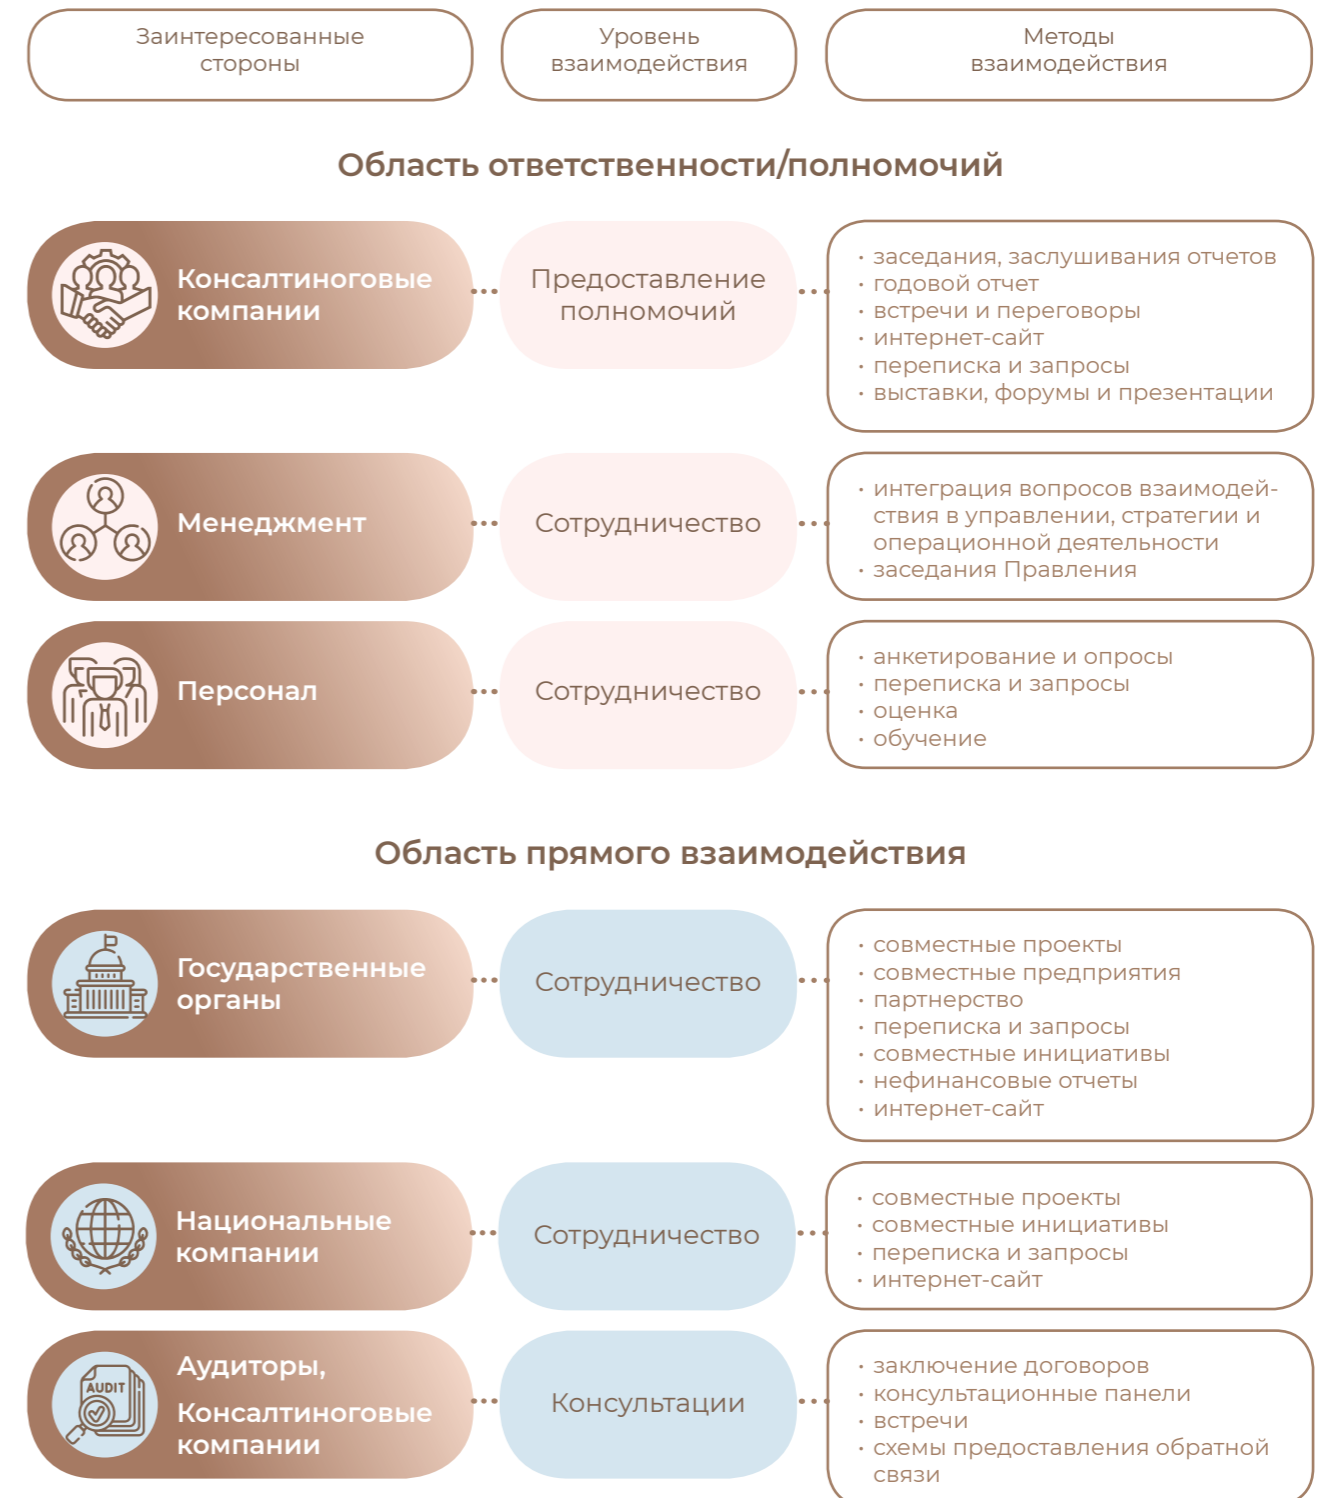 Заинтересованные
стороны
Уровень
взаимодействия
Методы
взаимодействия
Область ответственности/полномочий
Консалтиноговые
компании
Предоставление
полномочий
· заседания, заслушивания отчетов
· годовой отчет
· встречи и переговоры
· интернет-сайт
· переписка и запросы
· выставки, форумы и презентации
Менеджмент
Сотрудничество
· интеграция вопросов взаимодей-
ствия в управлении, стратегии и
операционной деятельности
· заседания Правления
Персонал
Сотрудничество
· анкетирование и опросы
· переписка и запросы
· оценка
· обучение
Область прямого взаимодействия
Государственные
органы
Сотрудничество
· совместные проекты
· совместные предприятия
· партнерство
· переписка и запросы
· совместные инициативы
· нефинансовые отчеты
· интернет-сайт
Национальные
компании
Сотрудничество
· совместные проекты
· совместные инициативы
· переписка и запросы
· интернет-сайт
AUDIT
Аудиторы,
Консалтиноговые
компании
Консультации
· заключение договоров
· консультационные панели
· встречи
· схемы предоставления обратной
связи